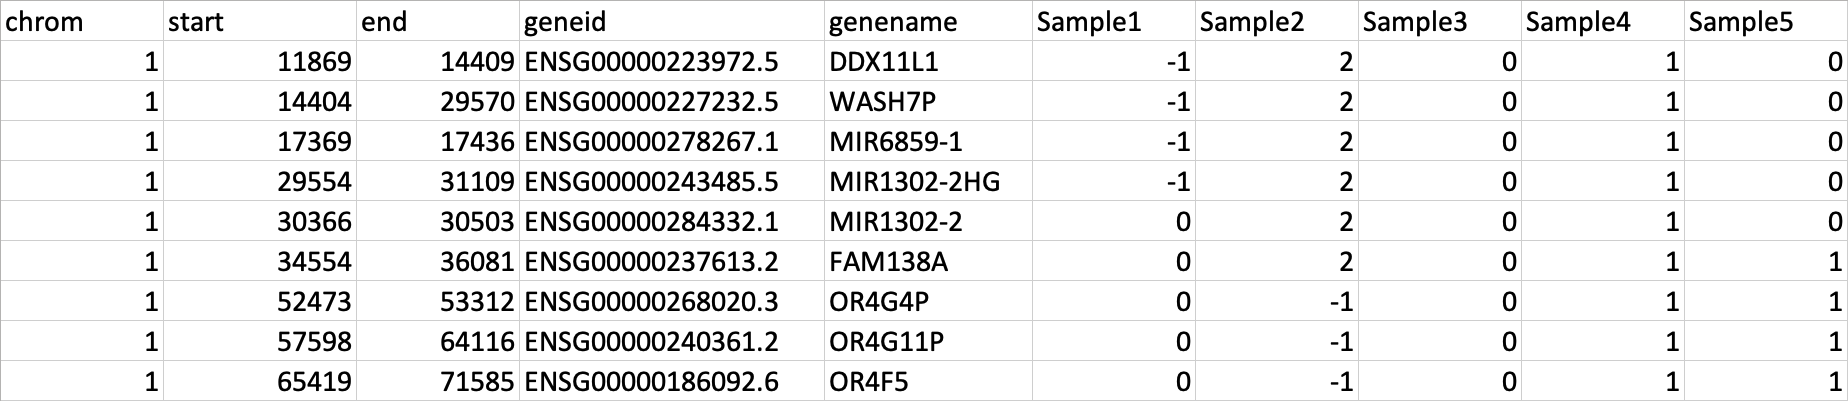 chrom start end geneid genename Sample1 Sample2 Sample3 Sample4 Sample5
1 11869 14409 ENSG00000223972.5 DDX11L1 -1 2 0 1 0
1 14404 29570 ENSG00000227232.5 WASH7P -1 2 0 1 0
1 17369 17436 ENSG00000278267.1 MIR6859-1 -1 2 0 1 0
1 29554 31109 ENSG00000243485.5 MIR1302-2HG -1 2 0 1 0
1 30366 30503 ENSG00000284332.1 MIR1302-2 0 2 0 1 0
1 34554 36081 ENSG00000237613.2 FAM138A 0 2 0 1 1
1 52473 53312 ENSG00000268020.3 OR4G4P 0 -1 0 1 1
1 57598 64116 ENSG00000240361.2 OR4G11P 0 -1 0 1 1
1 65419 71585 ENSG00000186092.6 OR4F5 0 -1 0 1 1